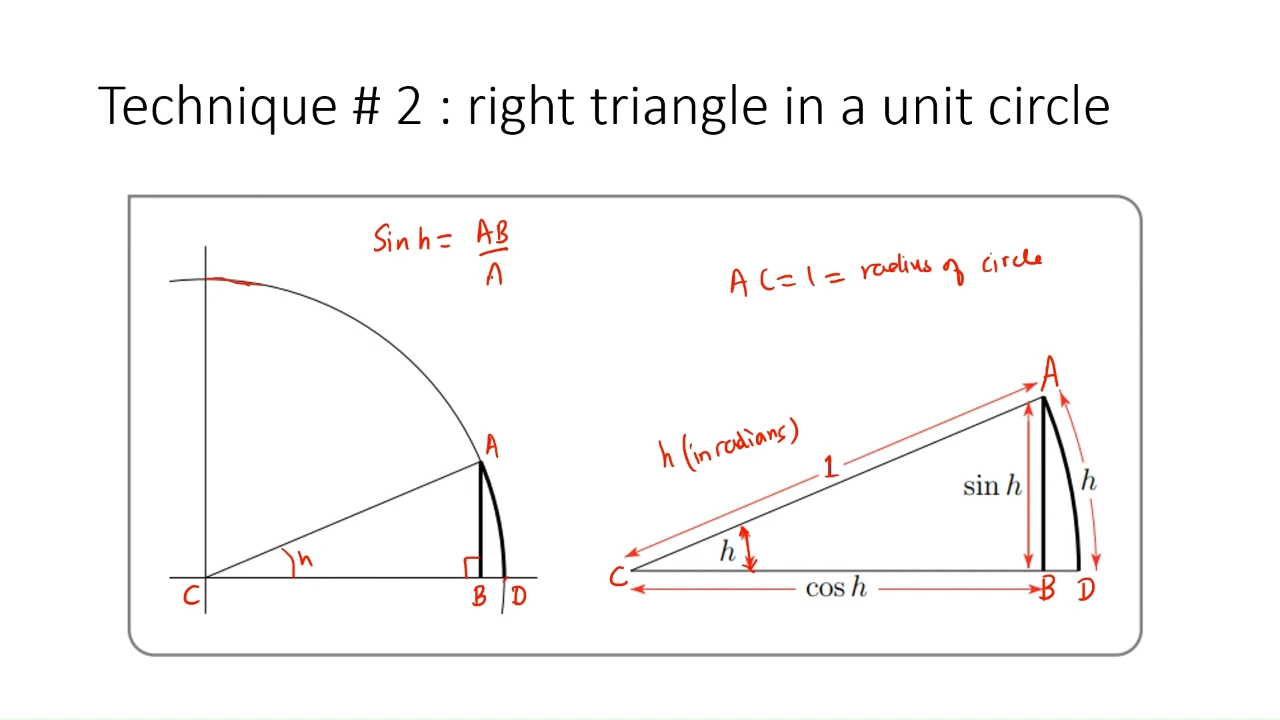 Technique # 2 : right triangle in a unit circle
Sin h = AB
A
AC = 1 = radius of circle
A
h
C
B
D
h (in radians)
A
1
sin h
h
h
C
cos h
B
D